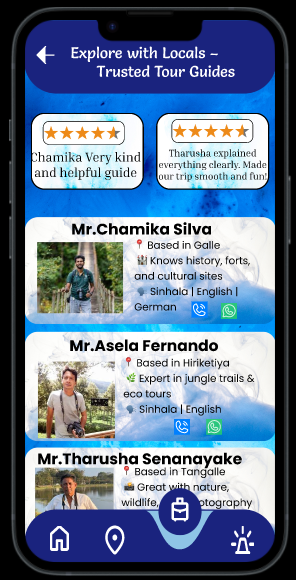 Explore with Locals –
Trusted Tour Guides
Chamika Very kind
and helpful guide
Tharusha explained
everything clearly. Made
our trip smooth and fun!
Mr.Chamika Silva
📍 Based in Galle
🏰 Knows history, forts,
and cultural sites
🗣️ Sinhala | English |
German
Mr.Asela Fernando
📍 Based in Hiriketiya
🌿 Expert in jungle trails &
eco tours
🗣️ Sinhala | English
Mr.Tharusha Senanayake
📍 Based in Tangalle
📸 Great with nature,
wildlife,